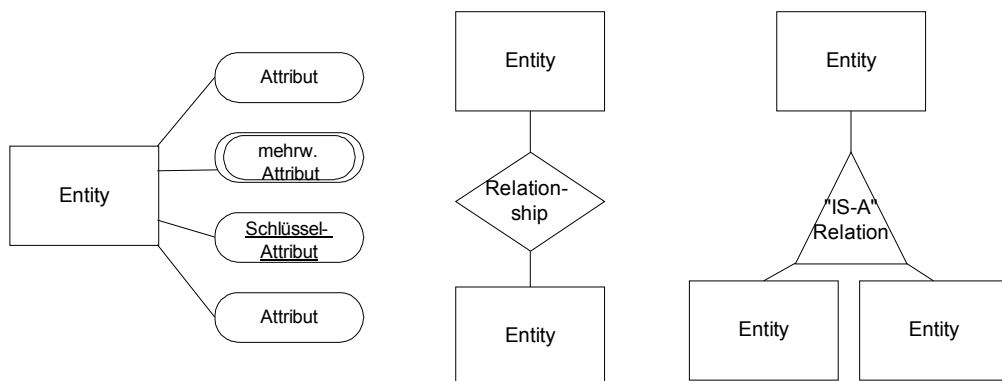 Entity
Attribut
mehrw.
Attribut
Schlüssel-
Attribut
Attribut
Entity
Relation-
ship
Entity
Entity
"IS-A"
Relation
Entity
Entity